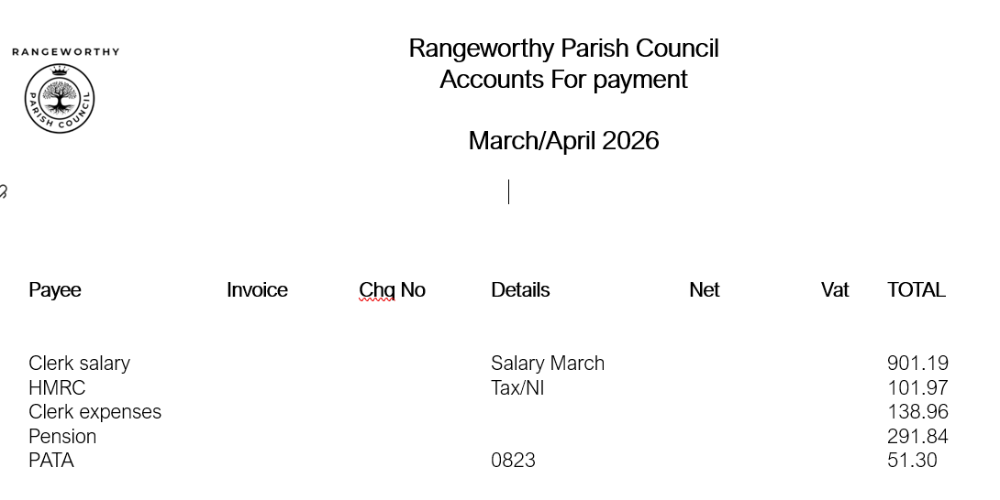 RANGEWORTHY
PARISH COUNCIL
Rangeworthy Parish Council
Accounts For payment
March/April 2026
Payee Invoice Chq No Details Net Vat TOTAL
Clerk salary Salary March 901.19
HMRC Tax/NI 101.97
Clerk expenses 138.96
Pension 291.84
PATA 0823 51.30